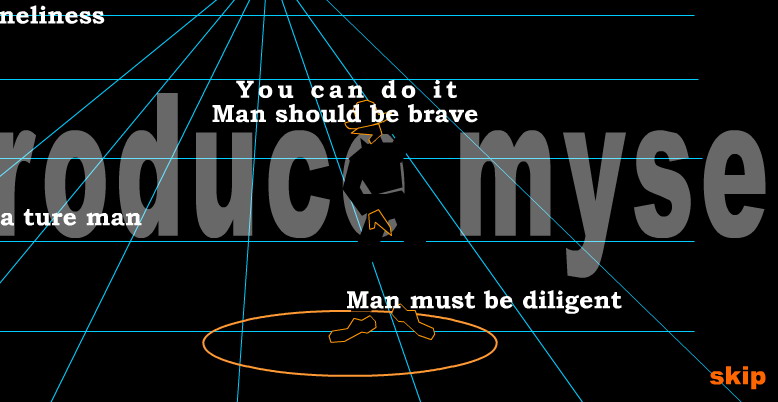 neliness
You can do it
Man should be brave
roduce myse
a ture man
Man must be diligent
skip